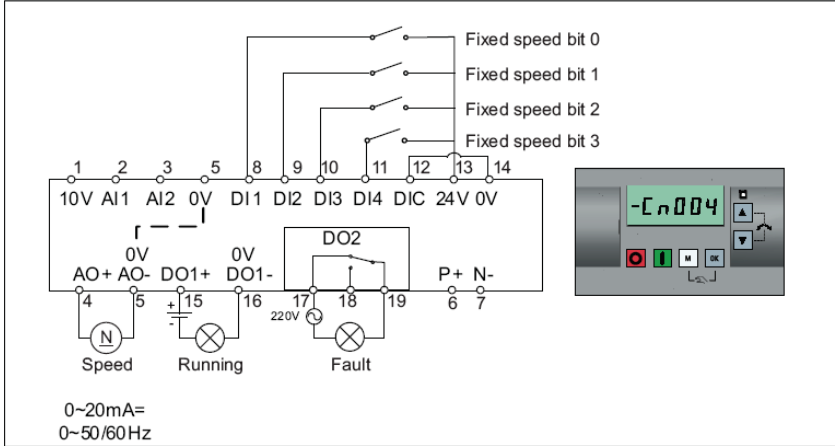 Fixed speed bit 0
Fixed speed bit 1
Fixed speed bit 2
Fixed speed bit 3
1 2 3 5 8 9 10 11 12 13 14
10V AI1 AI2 0V DI1 DI2 DI3 DI4 DIC 24V 0V
-Cn004
M OK
0V 0V DO2
AO+ AO- DO1+ DO1- P+ N-
4 5 15 16 17 18 19 6 7
+
-
220V
N
Speed Running Fault
0~20mA=
0~50/60Hz